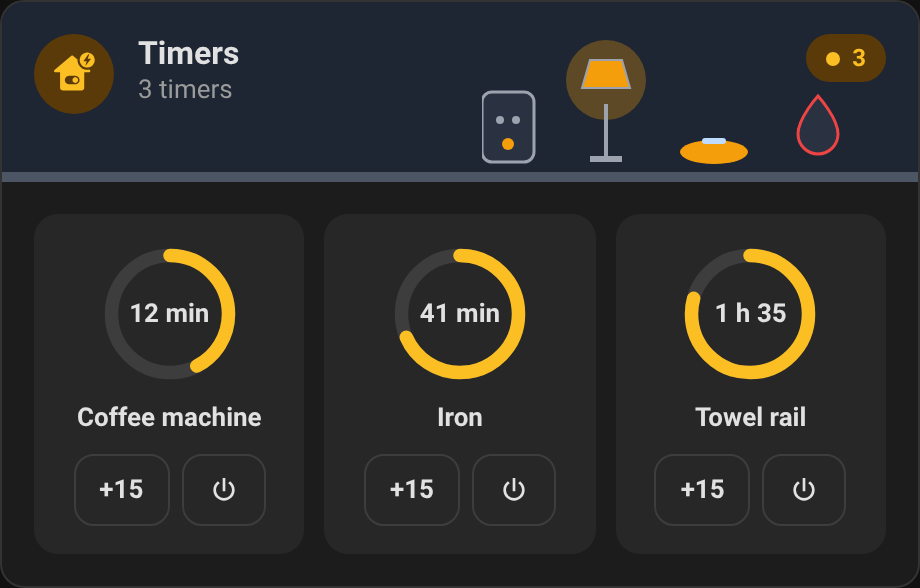 Timers
3 timers
3
12 min
41 min
1 h 35
Coffee machine
Iron
Towel rail
+15
+15
+15